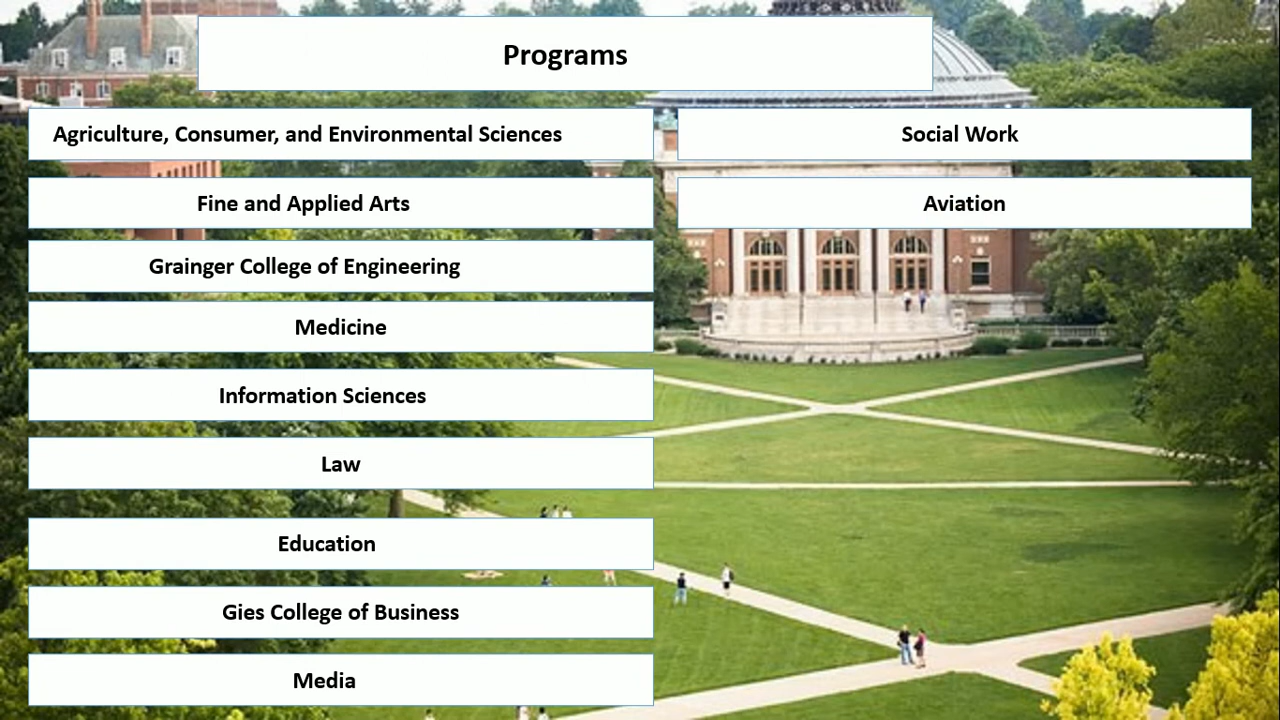 Programs
Agriculture, Consumer, and Environmental Sciences
Fine and Applied Arts
Grainger College of Engineering
Medicine
Information Sciences
Law
Education
Gies College of Business
Media
Social Work
Aviation